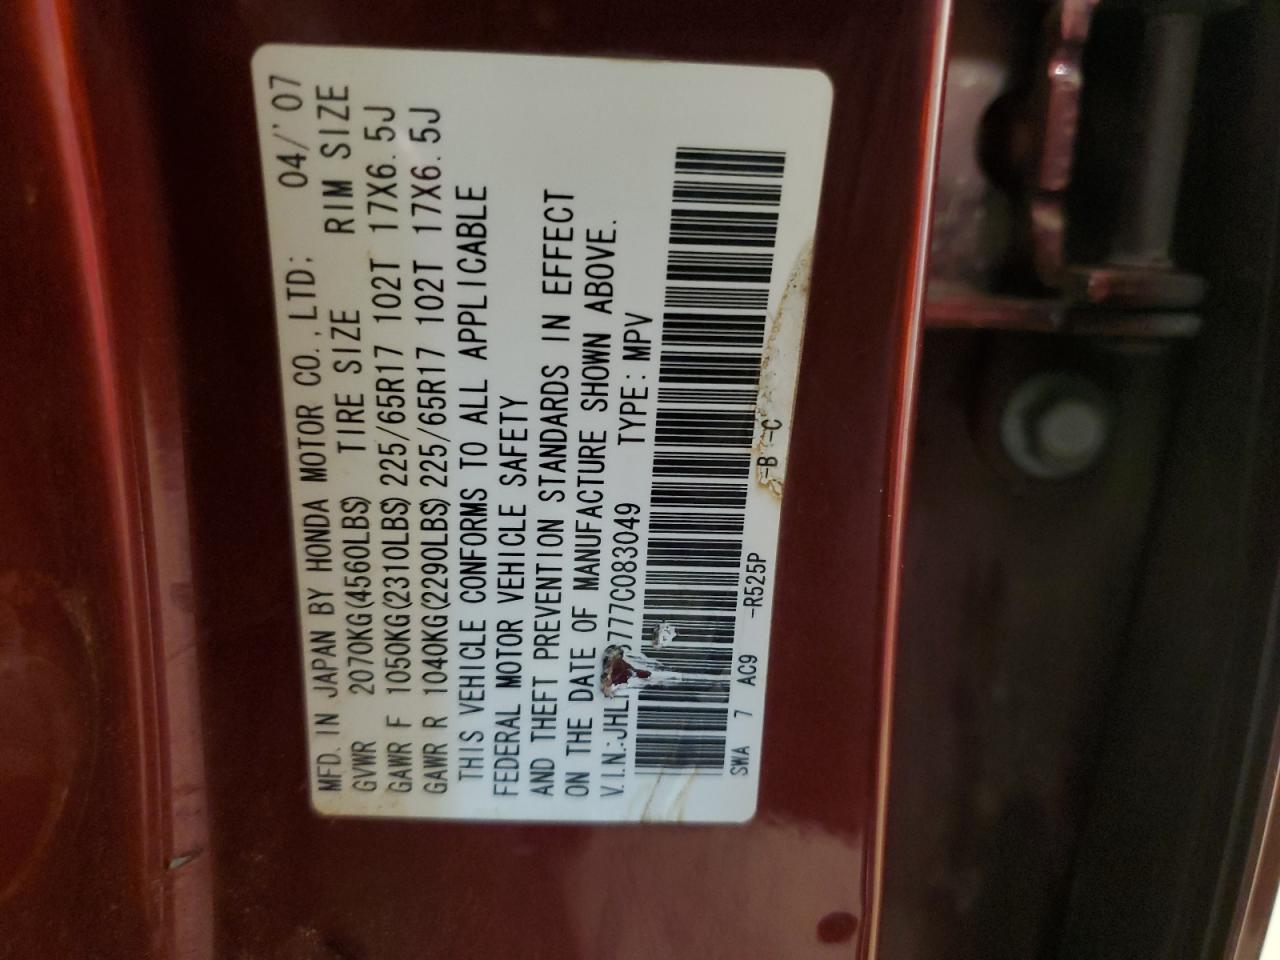 MFD. IN JAPAN BY HONDA MOTOR CO.,LTD. 04/'07
GVWR 2070KG(4560LBS) TIRE SIZE RIM SIZE
GAWR F 1050KG(2310LBS) 225/65R17 102T 17X6.5J
GAWR R 1040KG(2290LBS) 225/65R17 102T 17X6.5J
THIS VEHICLE CONFORMS TO ALL APPLICABLE
FEDERAL MOTOR VEHICLE SAFETY
AND THEFT PREVENTION STANDARDS IN EFFECT
ON THE DATE OF MANUFACTURE SHOWN ABOVE.
V.I.N.: TYPE: MPV
SWA 7 AC9 -R525P -B -C